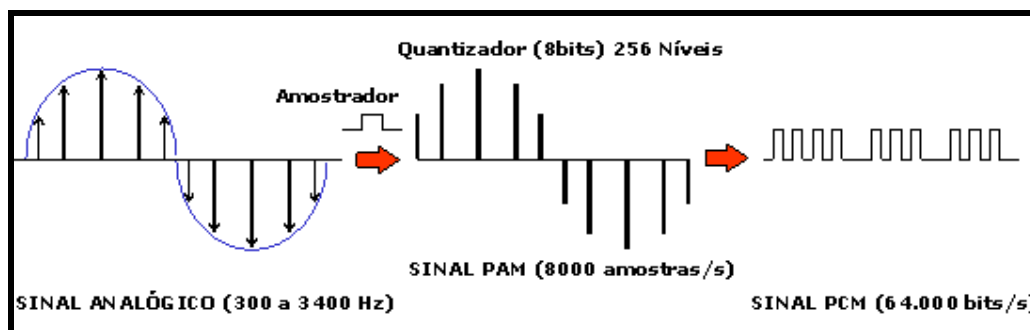 Quantizador (8bits) 256 Níveis
Amostrador
SINAL PAM (8000 amostras/s)
SINAL ANALÓGICO (300 a 3400 Hz)
SINAL PCM (64.000 bits/s)